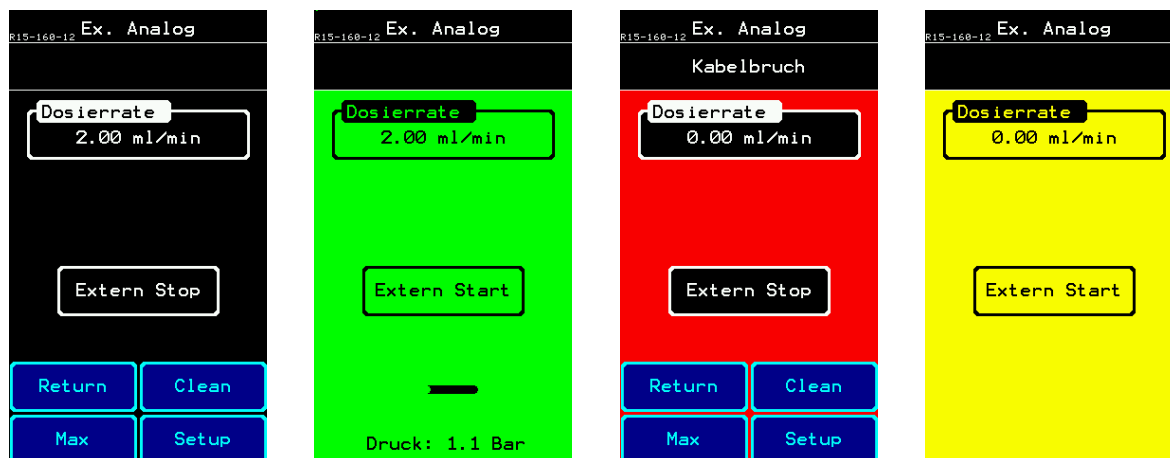 R15-160-12 Ex. Analog
Dosierrate
2.00 ml/min
Extern Stop
Return Clean
Max Setup
R15-160-12 Ex. Analog
Dosierrate
2.00 ml/min
Extern Start
Druck: 1.1 Bar
R15-160-12 Ex. Analog
Kabelbruch
Dosierrate
0.00 ml/min
Extern Stop
Return Clean
Max Setup
R15-160-12 Ex. Analog
Dosierrate
0.00 ml/min
Extern Start